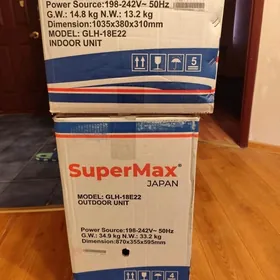 Power Source: 198-242V~ 50Hz
G.W.: 14.8 kg N.W.: 13.2 kg
Dimension:1035x380x310mm
MODEL: GLH-18E22
INDOOR UNIT
5
SuperMax®
JAPAN
MODEL: GLH-18E22
OUTDOOR UNIT
Power Source:198-242V~ 50Hz
G.W.: 34.9 kg N.W.: 33.2 kg
Dimension:870x355x595mm
4